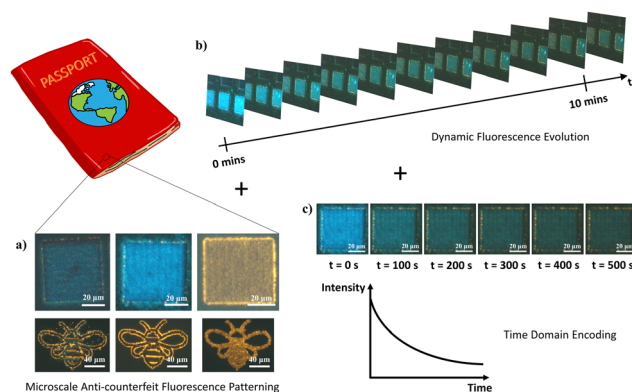 PASSPORT
b)
t
10 mins
0 mins
Dynamic Fluorescence Evolution
+
+
a)
20 μm
20 μm
20 μm
40 μm
40 μm
40 μm
Microscale Anti-counterfeit Fluorescence Patterning
c)
20 μm
20 μm
20 μm
20 μm
20 μm
20 μm
t = 0 s
t = 100 s
t = 200 s
t = 300 s
t = 400 s
t = 500 s
Intensity
Time Domain Encoding
Time